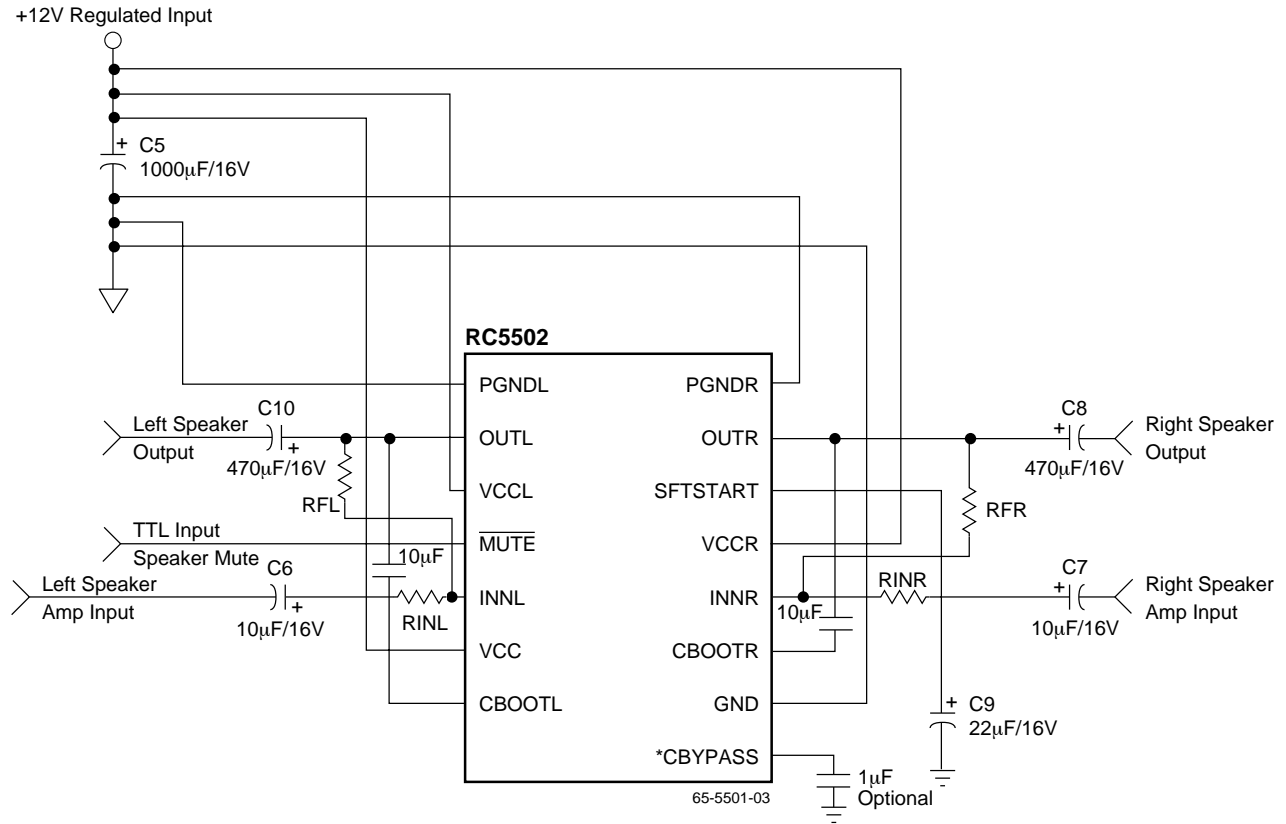 +12V Regulated Input
+ C5
1000µF/16V
RC5502
PGNDL
PGNDR
C10
Left Speaker
Output
+
470µF/16V
OUTL
OUTR
C8
+
470µF/16V
Right Speaker
Output
RFL
VCCL
SFTSTART
RFR
TTL Input
Speaker Mute
MUTE
VCCR
10µF
Left Speaker
Amp Input
C6
+
10µF/16V
RINL
INNL
INNR
10µF
RINR
C7
+
10µF/16V
Right Speaker
Amp Input
VCC
CBOOTR
CBOOTL
GND
+ C9
22µF/16V
*CBYPASS
1µF
Optional
65-5501-03